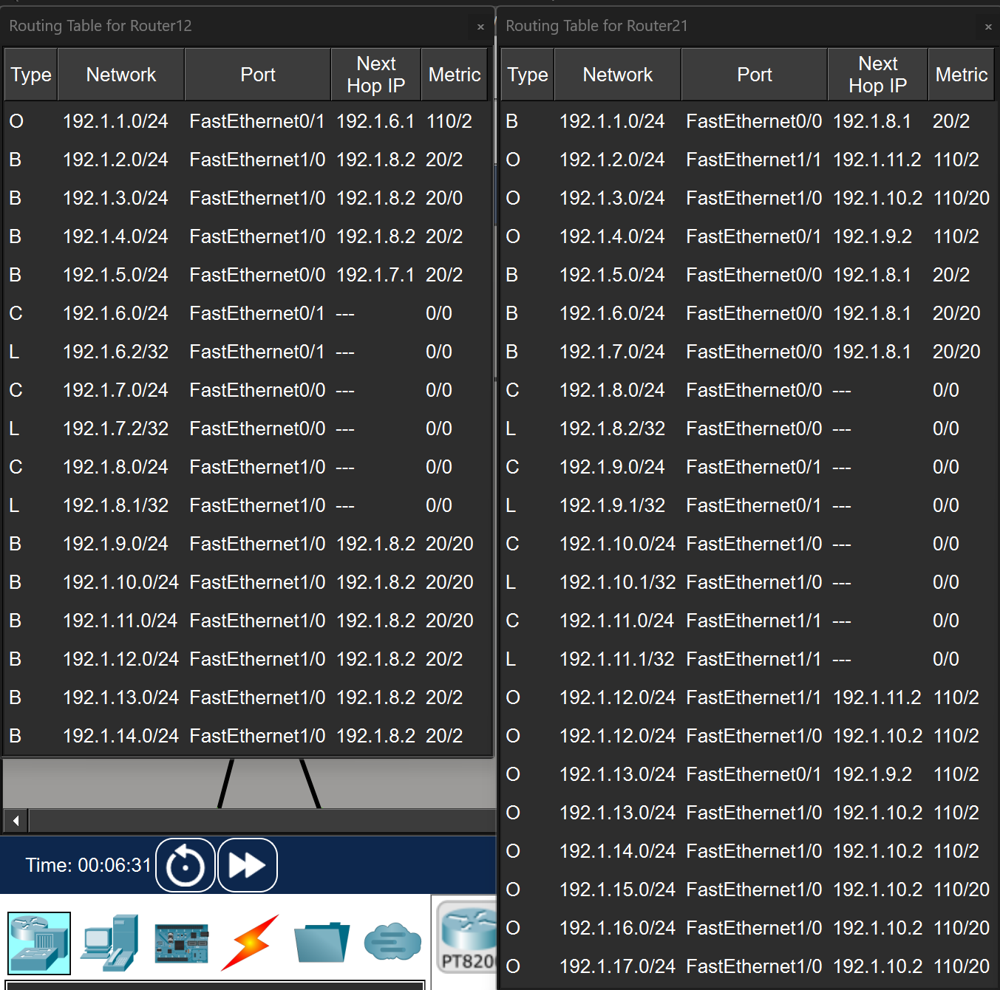 Routing Table for Router12
Type Network Port Next Hop IP Metric
O 192.1.1.0/24 FastEthernet0/1 192.1.6.1 110/2
B 192.1.2.0/24 FastEthernet1/0 192.1.8.2 20/2
B 192.1.3.0/24 FastEthernet1/0 192.1.8.2 20/0
B 192.1.4.0/24 FastEthernet1/0 192.1.8.2 20/2
B 192.1.5.0/24 FastEthernet0/0 192.1.7.1 20/2
C 192.1.6.0/24 FastEthernet0/1 --- 0/0
L 192.1.6.2/32 FastEthernet0/1 --- 0/0
C 192.1.7.0/24 FastEthernet0/0 --- 0/0
L 192.1.7.2/32 FastEthernet0/0 --- 0/0
C 192.1.8.0/24 FastEthernet1/0 --- 0/0
L 192.1.8.1/32 FastEthernet1/0 --- 0/0
B 192.1.9.0/24 FastEthernet1/0 192.1.8.2 20/20
B 192.1.10.0/24 FastEthernet1/0 192.1.8.2 20/20
B 192.1.11.0/24 FastEthernet1/0 192.1.8.2 20/20
B 192.1.12.0/24 FastEthernet1/0 192.1.8.2 20/2
B 192.1.13.0/24 FastEthernet1/0 192.1.8.2 20/2
B 192.1.14.0/24 FastEthernet1/0 192.1.8.2 20/2
Routing Table for Router21
Type Network Port Next Hop IP Metric
B 192.1.1.0/24 FastEthernet0/0 192.1.8.1 20/2
O 192.1.2.0/24 FastEthernet1/1 192.1.11.2 110/2
O 192.1.3.0/24 FastEthernet1/0 192.1.10.2 110/20
O 192.1.4.0/24 FastEthernet0/1 192.1.9.2 110/2
B 192.1.5.0/24 FastEthernet0/0 192.1.8.1 20/2
B 192.1.6.0/24 FastEthernet0/0 192.1.8.1 20/20
B 192.1.7.0/24 FastEthernet0/0 192.1.8.1 20/20
C 192.1.8.0/24 FastEthernet0/0 --- 0/0
L 192.1.8.2/32 FastEthernet0/0 --- 0/0
C 192.1.9.0/24 FastEthernet0/1 --- 0/0
L 192.1.9.1/32 FastEthernet0/1 --- 0/0
C 192.1.10.0/24 FastEthernet1/0 --- 0/0
L 192.1.10.1/32 FastEthernet1/0 --- 0/0
C 192.1.11.0/24 FastEthernet1/1 --- 0/0
L 192.1.11.1/32 FastEthernet1/1 --- 0/0
O 192.1.12.0/24 FastEthernet1/1 192.1.11.2 110/2
O 192.1.12.0/24 FastEthernet1/0 192.1.10.2 110/2
O 192.1.13.0/24 FastEthernet0/1 192.1.9.2 110/2
O 192.1.13.0/24 FastEthernet1/0 192.1.10.2 110/2
O 192.1.14.0/24 FastEthernet1/0 192.1.10.2 110/2
O 192.1.15.0/24 FastEthernet1/0 192.1.10.2 110/20
O 192.1.16.0/24 FastEthernet1/0 192.1.10.2 110/20
O 192.1.17.0/24 FastEthernet1/0 192.1.10.2 110/20
Time: 00:06:31
PT8200